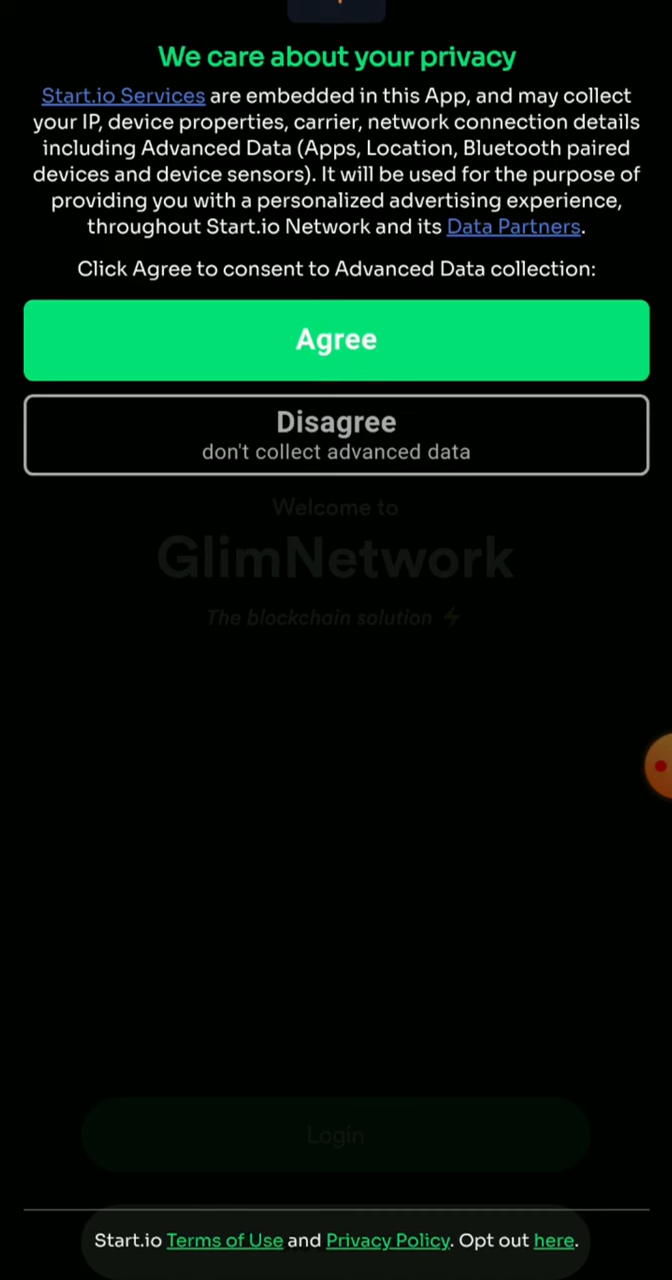 We care about your privacy
Start.io Services are embedded in this App, and may collect
your IP, device properties, carrier, network connection details
including Advanced Data (Apps, Location, Bluetooth paired
devices and device sensors). It will be used for the purpose of
providing you with a personalized advertising experience,
throughout Start.io Network and its Data Partners.
Click Agree to consent to Advanced Data collection:
Agree
Disagree
don't collect advanced data
Welcome to
GlimNetwork
The blockchain solution ⚡
Login
Start.io Terms of Use and Privacy Policy. Opt out here.